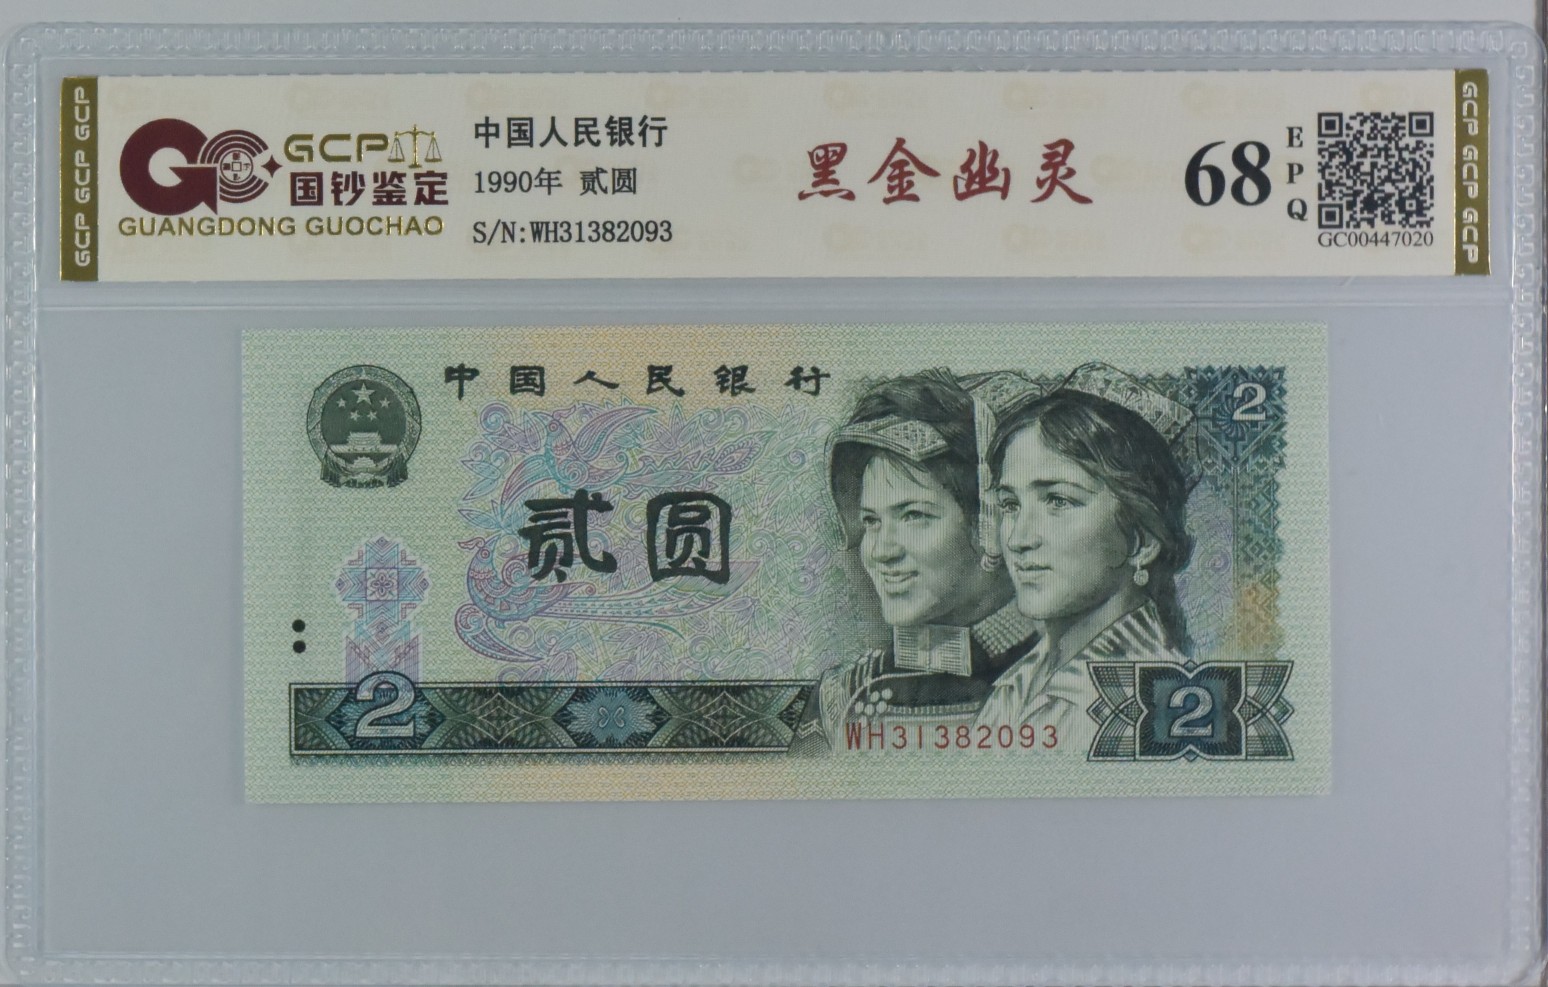 GCP GCP GCP
GCP
国钞鉴定
GUANGDONG GUOCHAO
中国人民银行
1990年 贰圆
S/N:WH31382093
黑金幽灵
68
EPQ
GC00447020
GCP GCP GCP
中国人民银行
2
贰圆
2
WH31382093
2